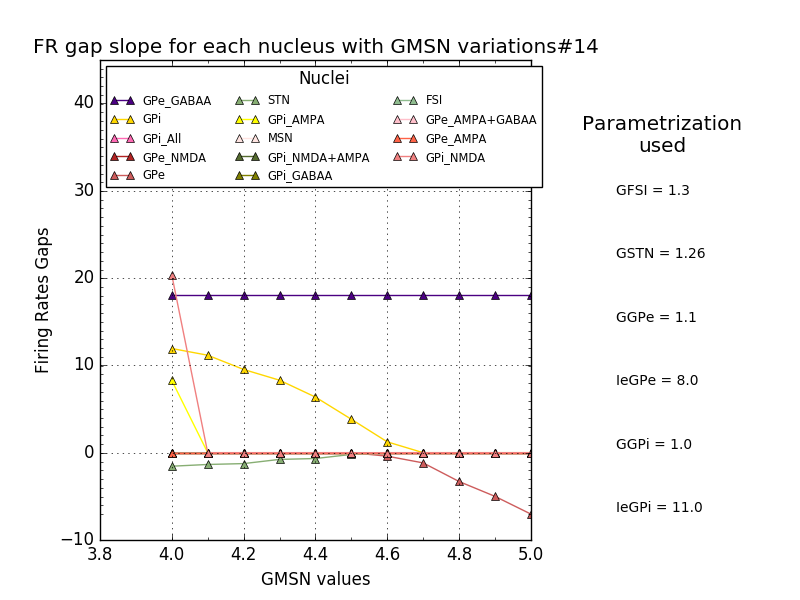 FR gap slope for each nucleus with GMSN variations#14
Nuclei
GPe_GABAA STN FSI
GPi GPi_AMPA GPe_AMPA+GABAA
GPi_All MSN GPe_AMPA
GPe_NMDA GPi_NMDA+AMPA GPi_NMDA
GPe GPi_GABAA
40
30
20
10
0
−10
Firing Rates Gaps
3.8 4.0 4.2 4.4 4.6 4.8 5.0
GMSN values
Parametrization
used
GFSI = 1.3
GSTN = 1.26
GGPe = 1.1
IeGPe = 8.0
GGPi = 1.0
IeGPi = 11.0